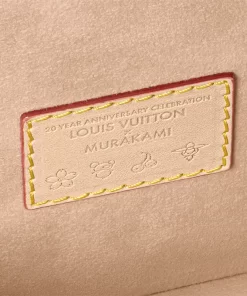 20 YEAR ANNIVERSARY CELEBRATION
LOUIS VUITTON
×
MURAKAMI